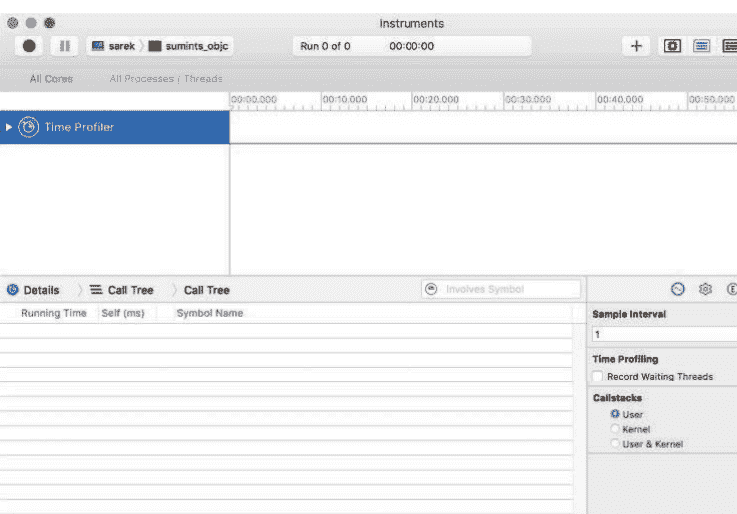 Instruments
sarek sumints_objc Run 0 of 0 00:00:00
All Cores All Processes Threads
00:00.000 00:10.000 00:20.000 00:30.000 00:40.000 00:50.000
Time Profiler
Details Call Tree Call Tree Involves Symbol
Running Time Self (ms) Symbol Name
Sample Interval
1
Time Profiling
Record Waiting Threads
Callstacks
User
Kernel
User & Kernel